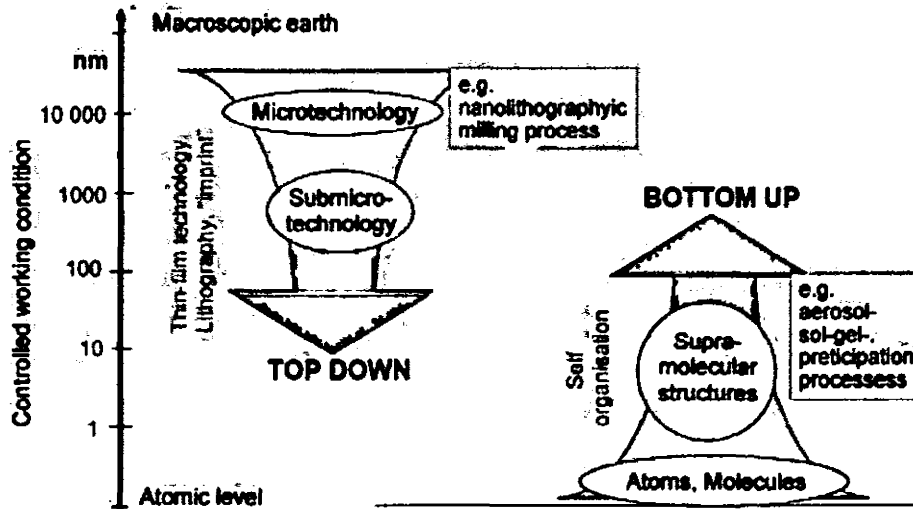 Macroscopic earth
nm
10 000
1000
100
10
1
Atomic level
Controlled working condition
Thin-film technology,
Lithography, "Imprint"
Microtechnology
Submicro-
technology
TOP DOWN
e.g.
nanolithographyic
milling process
BOTTOM UP
Self
organisation
Supra-
molecular
structures
Atoms, Molecules
e.g.
aerosol-
sol-gel-,
preticipation
processess